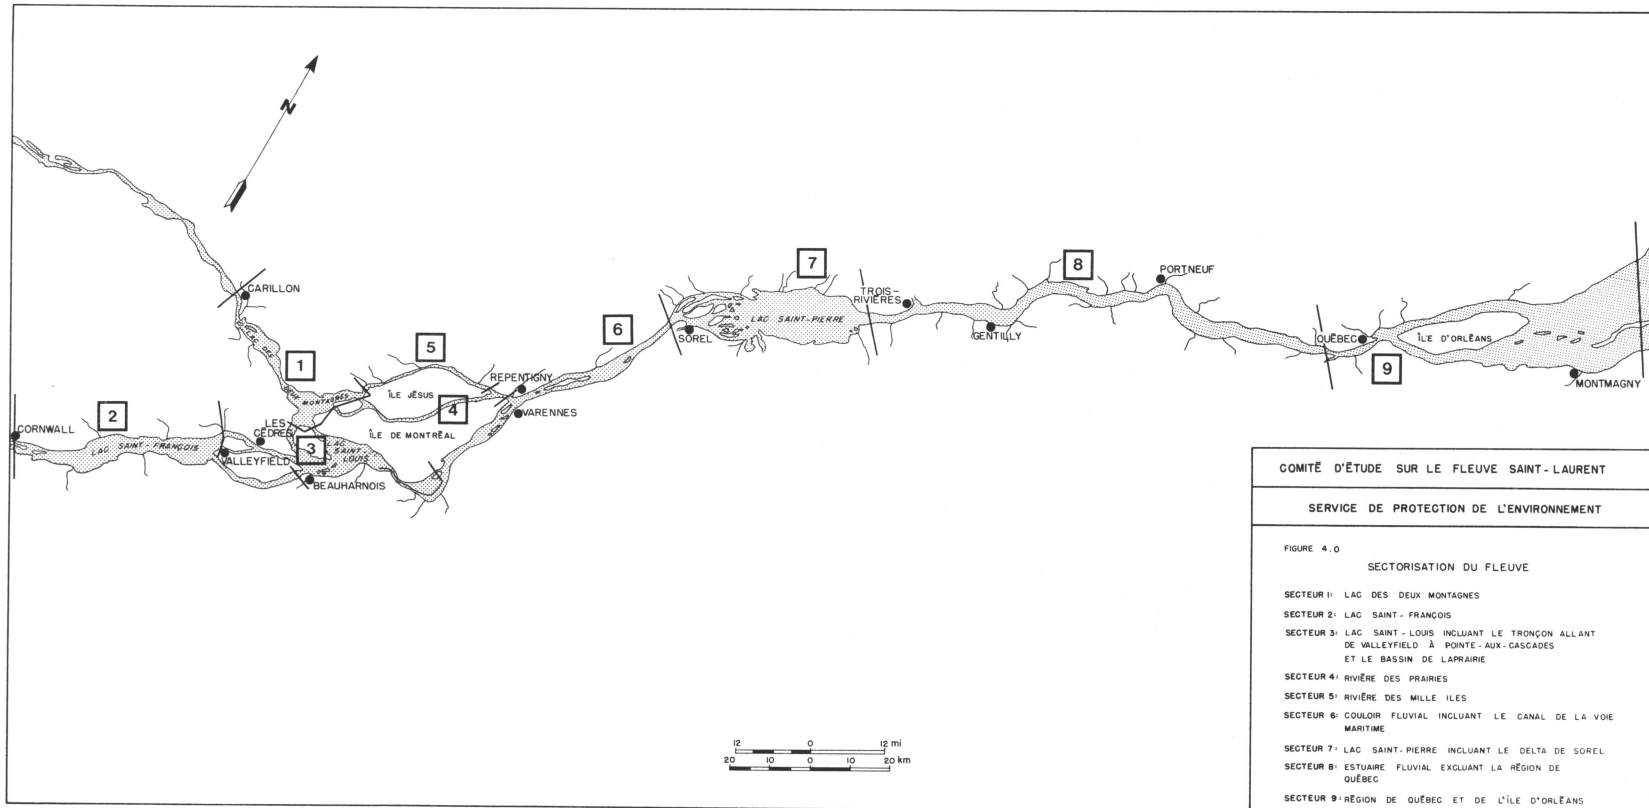 N
CARILLON
1
5
REPENTIGNY
ÎLE JÉSUS
4
ÎLE DE MONTRÉAL
VARENNES
LAC DES DEUX MONTAGNES
2
CORNWALL
LAC SAINT-FRANÇOIS
LES
CÈDRES
VALLEYFIELD
3
LAC
SAINT-
LOUIS
BEAUHARNOIS
6
7
SOREL
LAC SAINT-PIERRE
TROIS-
RIVIÈRES
8
GENTILLY
PORTNEUF
QUÉBEC
ÎLE D'ORLÉANS
9
MONTMAGNY
12 0 12 mi
20 10 0 10 20 km
COMITÉ D'ÉTUDE SUR LE FLEUVE SAINT-LAURENT
SERVICE DE PROTECTION DE L'ENVIRONNEMENT
FIGURE 4.0
SECTORISATION DU FLEUVE
SECTEUR 1: LAC DES DEUX MONTAGNES
SECTEUR 2: LAC SAINT-FRANÇOIS
SECTEUR 3: LAC SAINT-LOUIS INCLUANT LE TRONÇON ALLANT
DE VALLEYFIELD À POINTE-AUX-CASCADES
ET LE BASSIN DE LAPRAIRIE
SECTEUR 4: RIVIÈRE DES PRAIRIES
SECTEUR 5: RIVIÈRE DES MILLE ILES
SECTEUR 6: COULOIR FLUVIAL INCLUANT LE CANAL DE LA VOIE
MARITIME
SECTEUR 7: LAC SAINT-PIERRE INCLUANT LE DELTA DE SOREL
SECTEUR 8: ESTUAIRE FLUVIAL EXCLUANT LA RÉGION DE
QUÉBEC
SECTEUR 9: RÉGION DE QUÉBEC ET DE L'ÎLE D'ORLÉANS